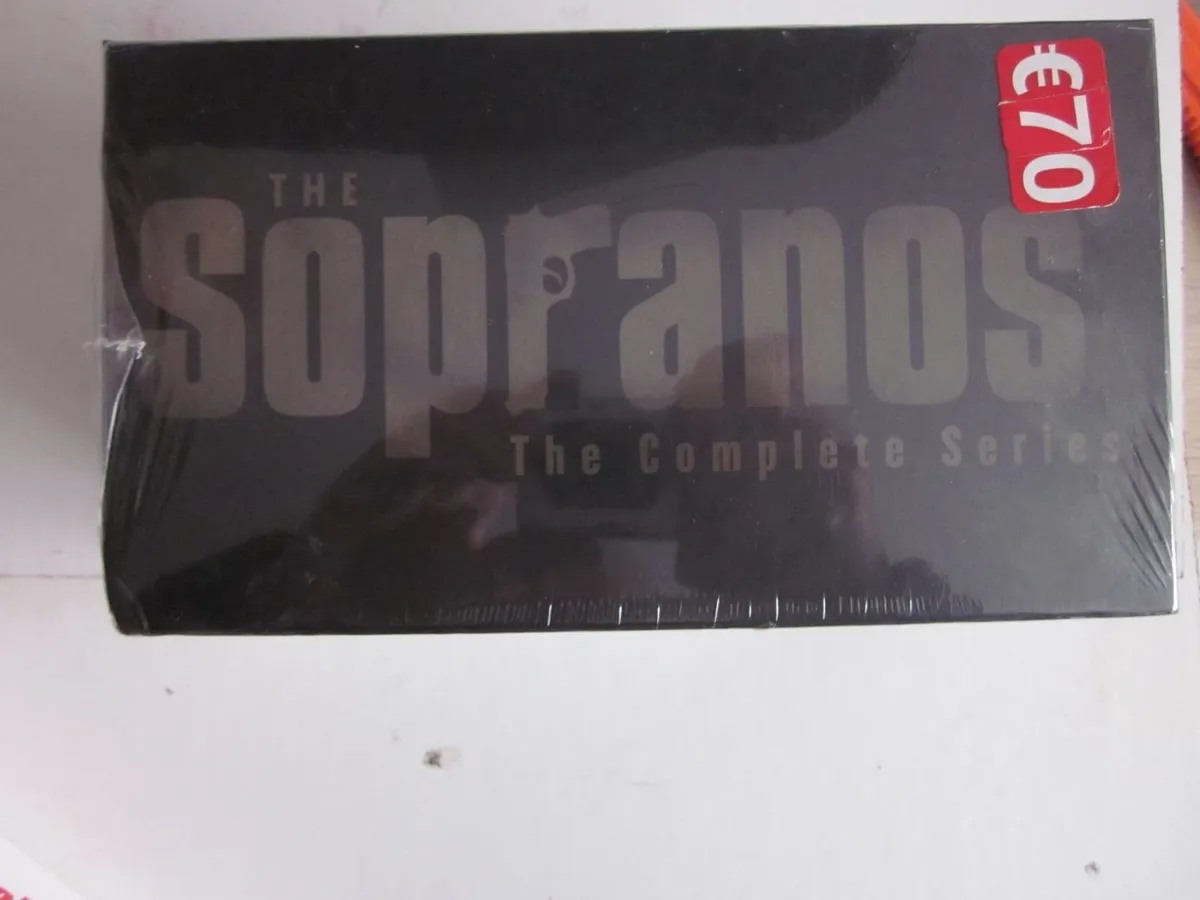 €70
THE
Sopranos
The Complete Series